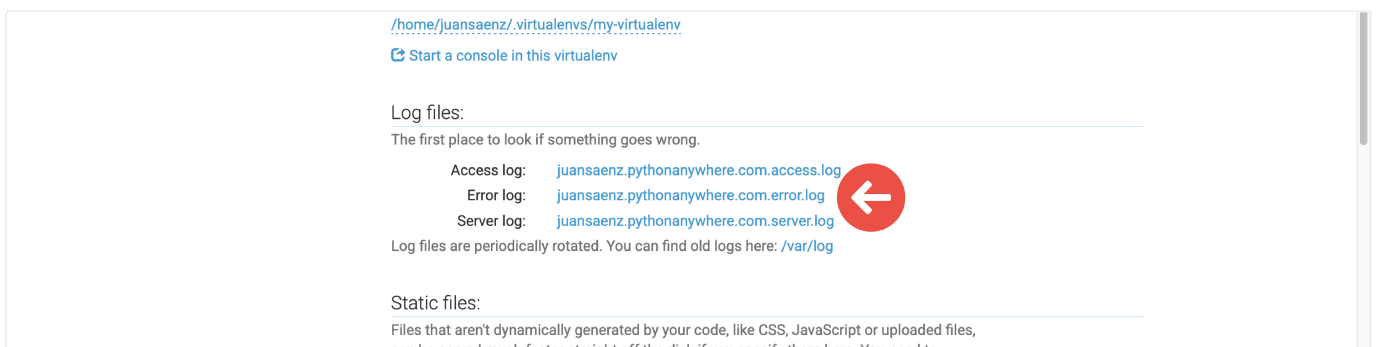 /home/juansaenz/.virtualenvs/my-virtualenv
Start a console in this virtualenv
Log files:
The first place to look if something goes wrong.
Access log: juansaenz.pythonanywhere.com.access.log
Error log: juansaenz.pythonanywhere.com.error.log
Server log: juansaenz.pythonanywhere.com.server.log
Log files are periodically rotated. You can find old logs here: /var/log
Static files:
Files that aren't dynamically generated by your code, like CSS, JavaScript or uploaded files,